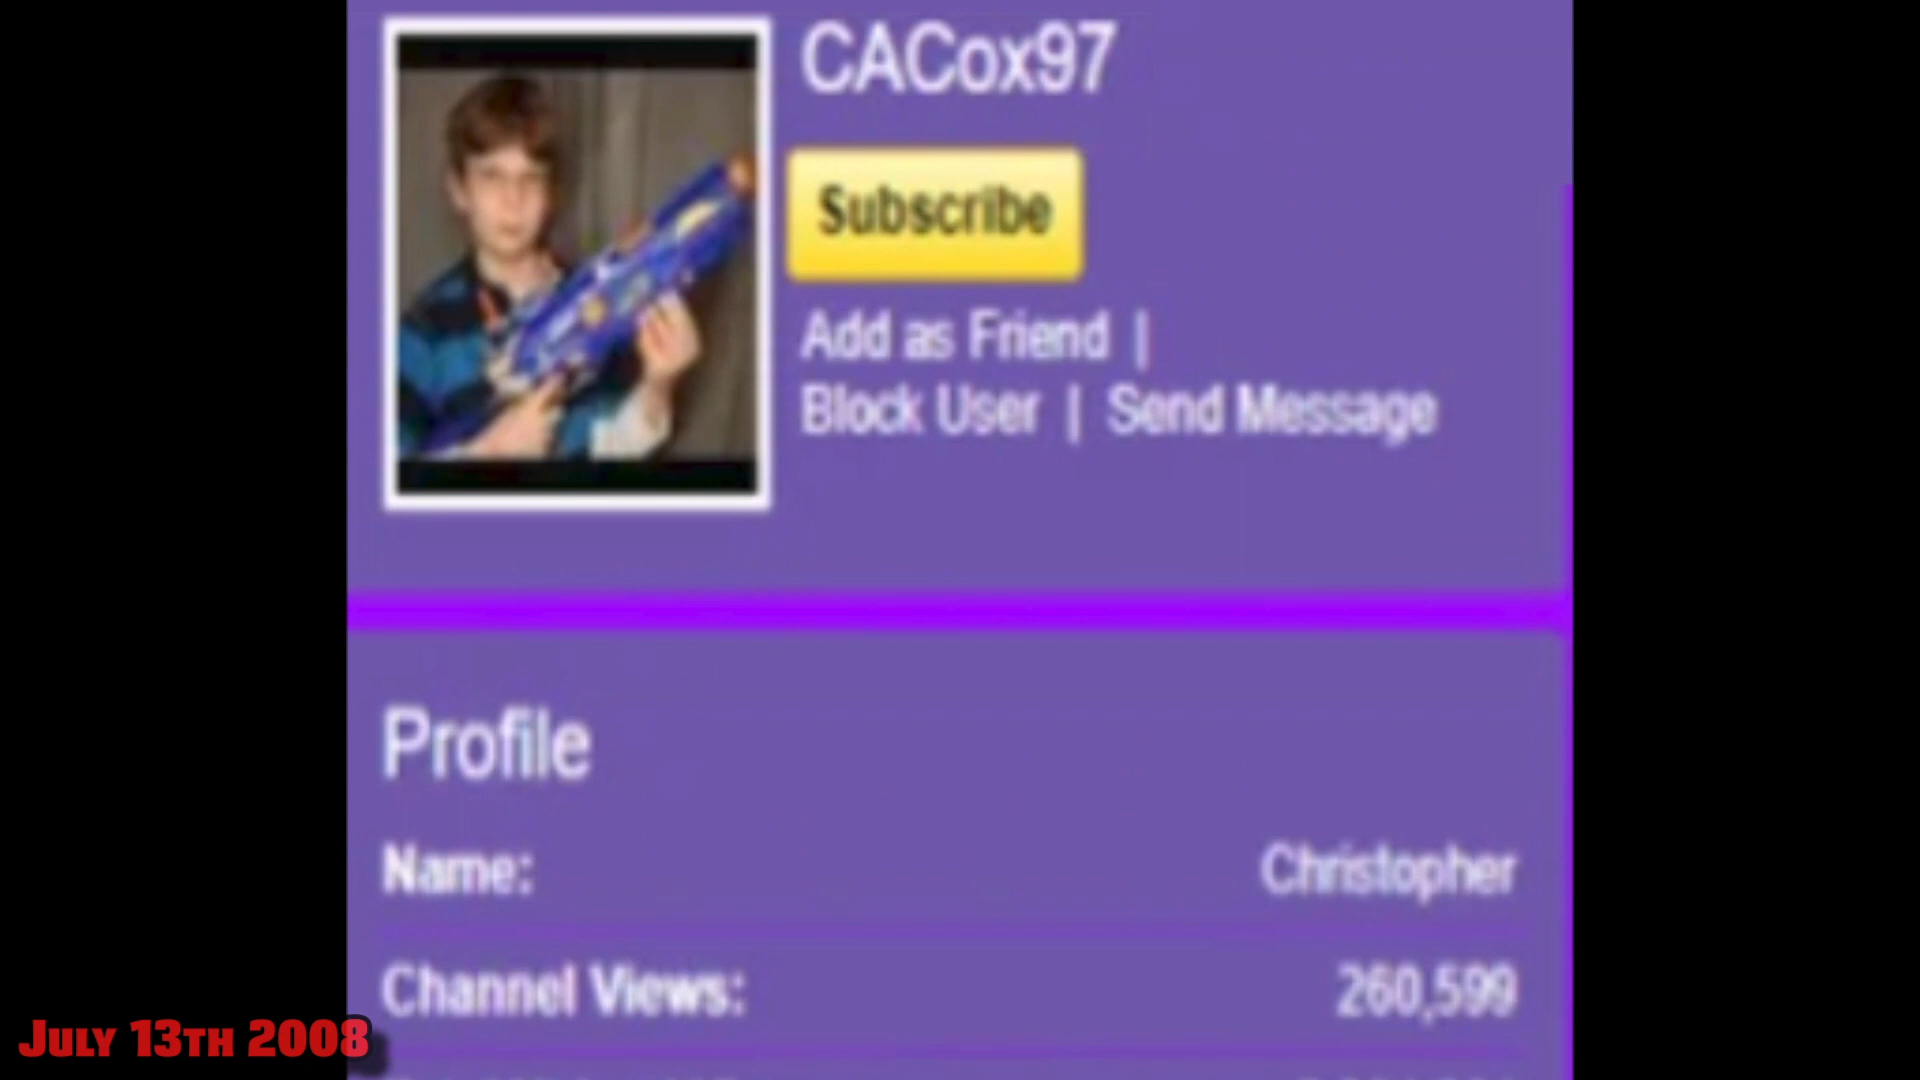 CACox97
Subscribe
Add as Friend |
Block User | Send Message
Profile
Name: Christopher
Channel Views: 260,599
July 13th 2008